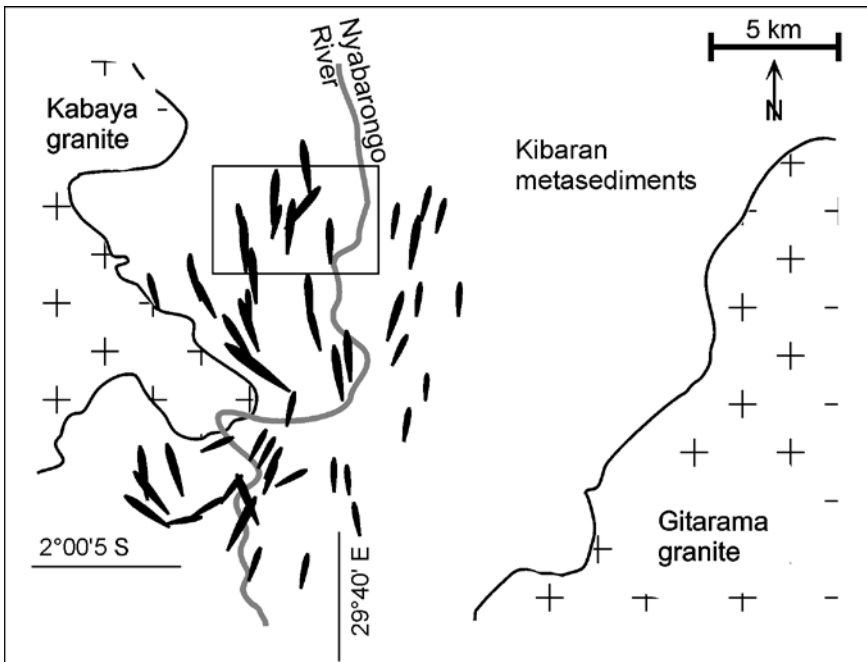 Nyabarongo
River
5 km
N
Kabaya
granite
Kibaran
metasediments
Gitarama
granite
2°00'5 S
29°40' E